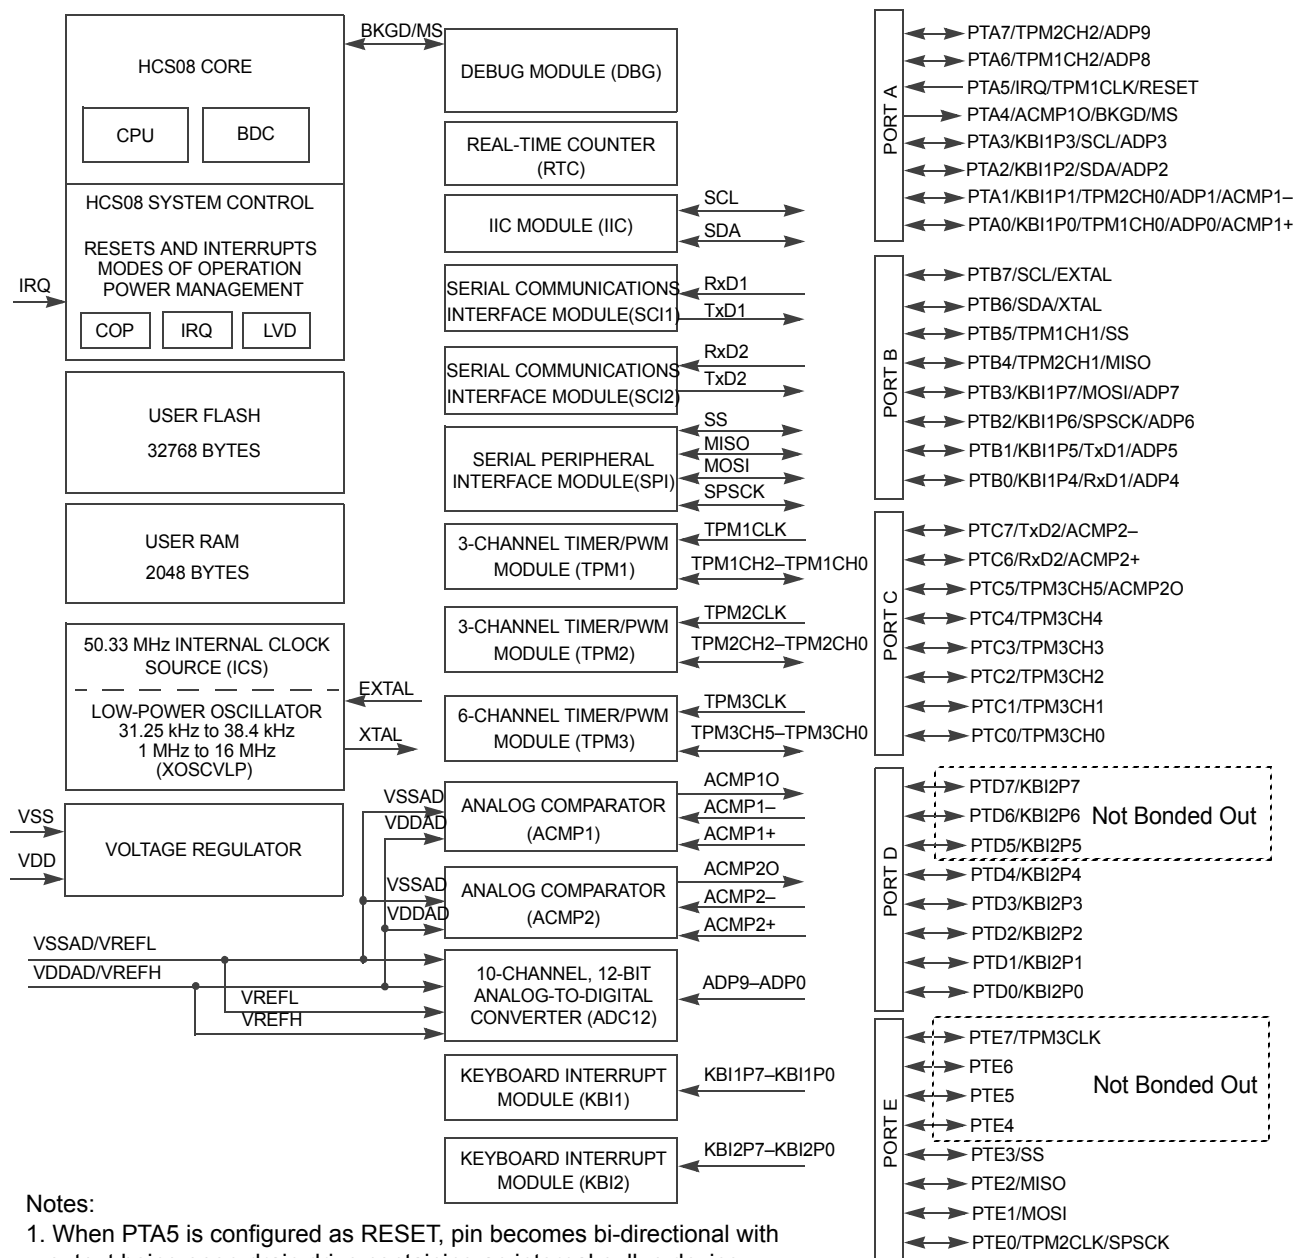 HCS08 CORE
CPU
BDC
HCS08 SYSTEM CONTROL
RESETS AND INTERRUPTS
MODES OF OPERATION
POWER MANAGEMENT
COP
IRQ
LVD
IRQ
USER FLASH
32768 BYTES
USER RAM
2048 BYTES
50.33 MHz INTERNAL CLOCK
SOURCE (ICS)
LOW-POWER OSCILLATOR
31.25 kHz to 38.4 kHz
1 MHz to 16 MHz
(XOSCVLP)
EXTAL
XTAL
VSS
VDD
VOLTAGE REGULATOR
VSSAD/VREFL
VDDAD/VREFH
VREFL
VREFH
BKGD/MS
DEBUG MODULE (DBG)
REAL-TIME COUNTER
(RTC)
IIC MODULE (IIC)
SCL
SDA
SERIAL COMMUNICATIONS
INTERFACE MODULE(SCI1)
RxD1
TxD1
SERIAL COMMUNICATIONS
INTERFACE MODULE(SCI2)
RxD2
TxD2
SERIAL PERIPHERAL
INTERFACE MODULE(SPI)
SS
MISO
MOSI
SPSCK
3-CHANNEL TIMER/PWM
MODULE (TPM1)
TPM1CLK
TPM1CH2–TPM1CH0
3-CHANNEL TIMER/PWM
MODULE (TPM2)
TPM2CLK
TPM2CH2–TPM2CH0
6-CHANNEL TIMER/PWM
MODULE (TPM3)
TPM3CLK
TPM3CH5–TPM3CH0
VSSAD
VDDAD
ANALOG COMPARATOR
(ACMP1)
ACMP1O
ACMP1–
ACMP1+
VSSAD
VDDAD
ANALOG COMPARATOR
(ACMP2)
ACMP2O
ACMP2–
ACMP2+
10-CHANNEL, 12-BIT
ANALOG-TO-DIGITAL
CONVERTER (ADC12)
ADP9–ADP0
KEYBOARD INTERRUPT
MODULE (KBI1)
KBI1P7–KBI1P0
KEYBOARD INTERRUPT
MODULE (KBI2)
KBI2P7–KBI2P0
PORT A
PTA7/TPM2CH2/ADP9
PTA6/TPM1CH2/ADP8
PTA5/IRQ/TPM1CLK/RESET
PTA4/ACMP1O/BKGD/MS
PTA3/KBI1P3/SCL/ADP3
PTA2/KBI1P2/SDA/ADP2
PTA1/KBI1P1/TPM2CH0/ADP1/ACMP1–
PTA0/KBI1P0/TPM1CH0/ADP0/ACMP1+
PORT B
PTB7/SCL/EXTAL
PTB6/SDA/XTAL
PTB5/TPM1CH1/SS
PTB4/TPM2CH1/MISO
PTB3/KBI1P7/MOSI/ADP7
PTB2/KBI1P6/SPSCK/ADP6
PTB1/KBI1P5/TxD1/ADP5
PTB0/KBI1P4/RxD1/ADP4
PORT C
PTC7/TxD2/ACMP2–
PTC6/RxD2/ACMP2+
PTC5/TPM3CH5/ACMP2O
PTC4/TPM3CH4
PTC3/TPM3CH3
PTC2/TPM3CH2
PTC1/TPM3CH1
PTC0/TPM3CH0
PORT D
PTD7/KBI2P7
PTD6/KBI2P6 Not Bonded Out
PTD5/KBI2P5
PTD4/KBI2P4
PTD3/KBI2P3
PTD2/KBI2P2
PTD1/KBI2P1
PTD0/KBI2P0
PORT E
PTE7/TPM3CLK
PTE6
Not Bonded Out
PTE5
PTE4
PTE3/SS
PTE2/MISO
PTE1/MOSI
PTE0/TPM2CLK/SPSCK
Notes:
1. When PTA5 is configured as RESET, pin becomes bi-directional with